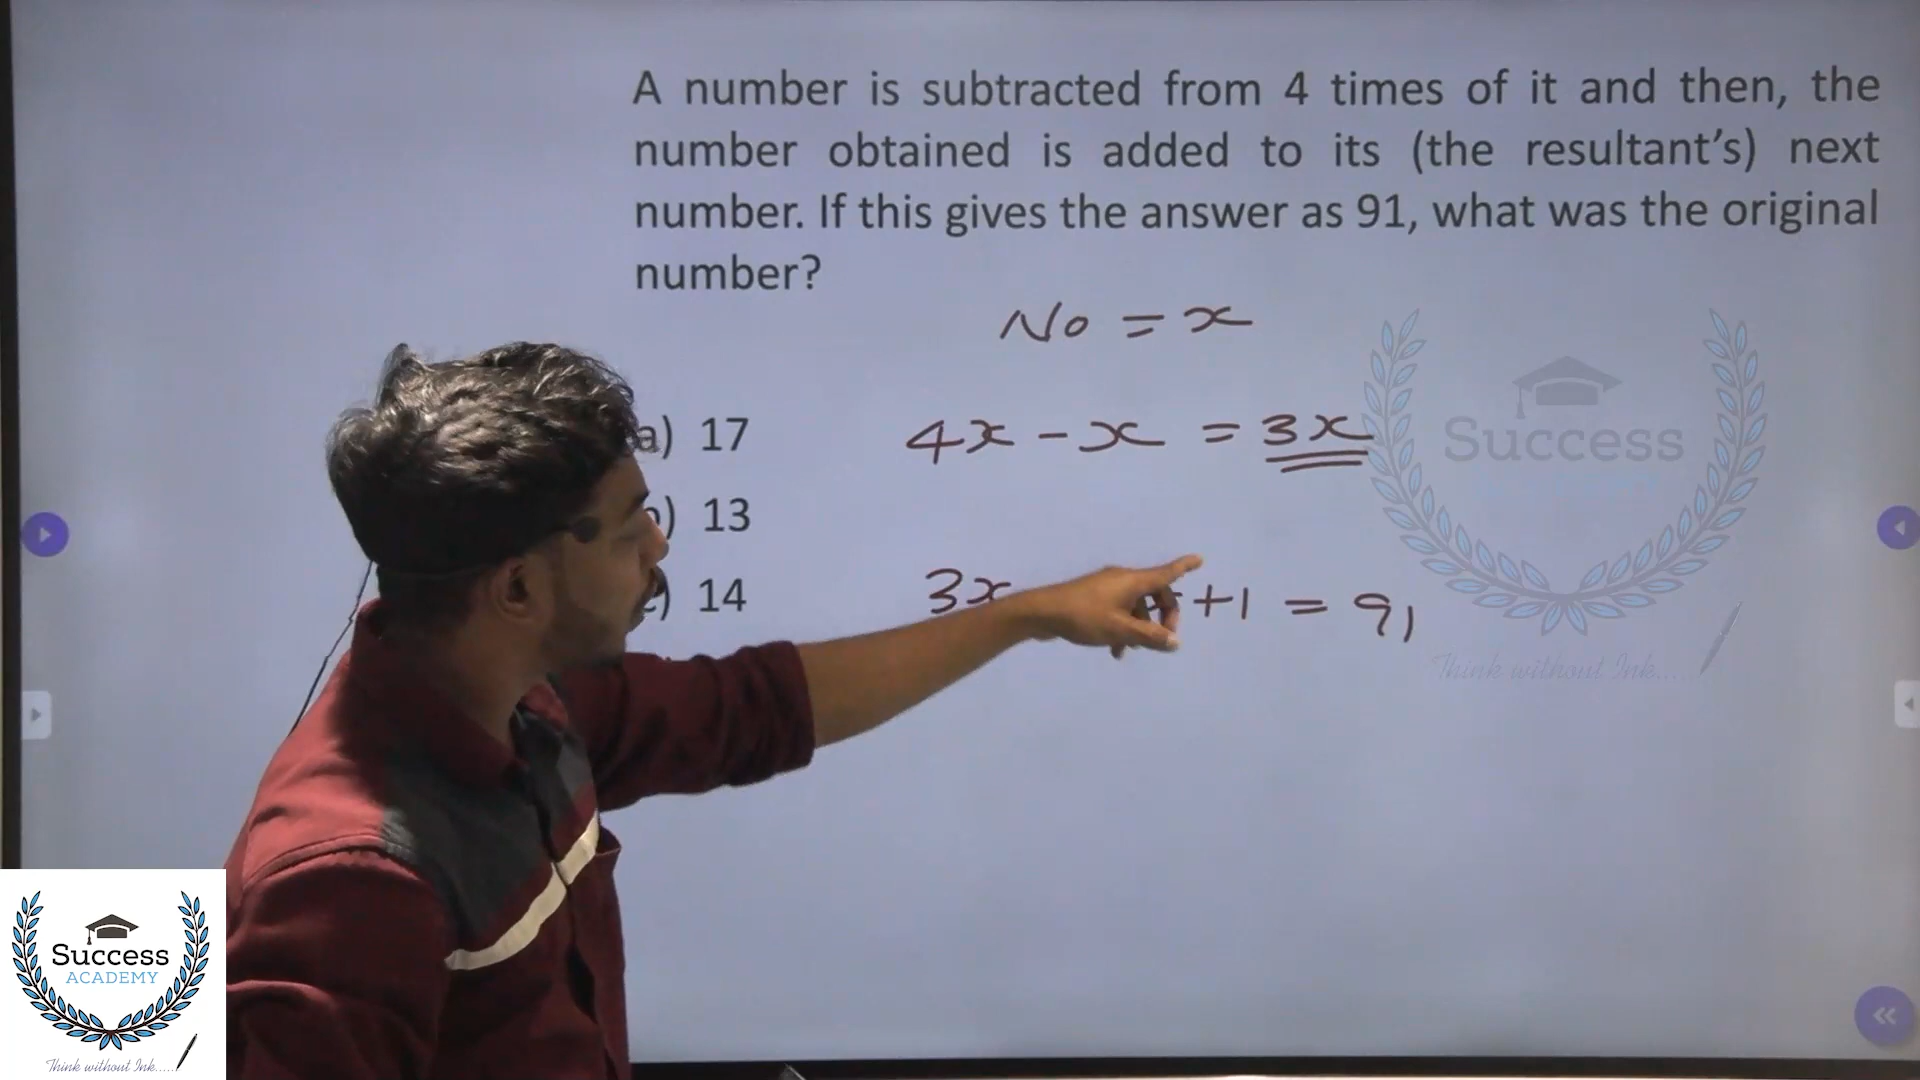 A number is subtracted from 4 times of it and then, the
number obtained is added to its (the resultant's) next
number. If this gives the answer as 91, what was the original
number?
No = x
a) 17
4x - x = 3x
) 13
) 14
3x +1 = 91
Success
Think without Ink.....
Success
ACADEMY
Think without Ink.....